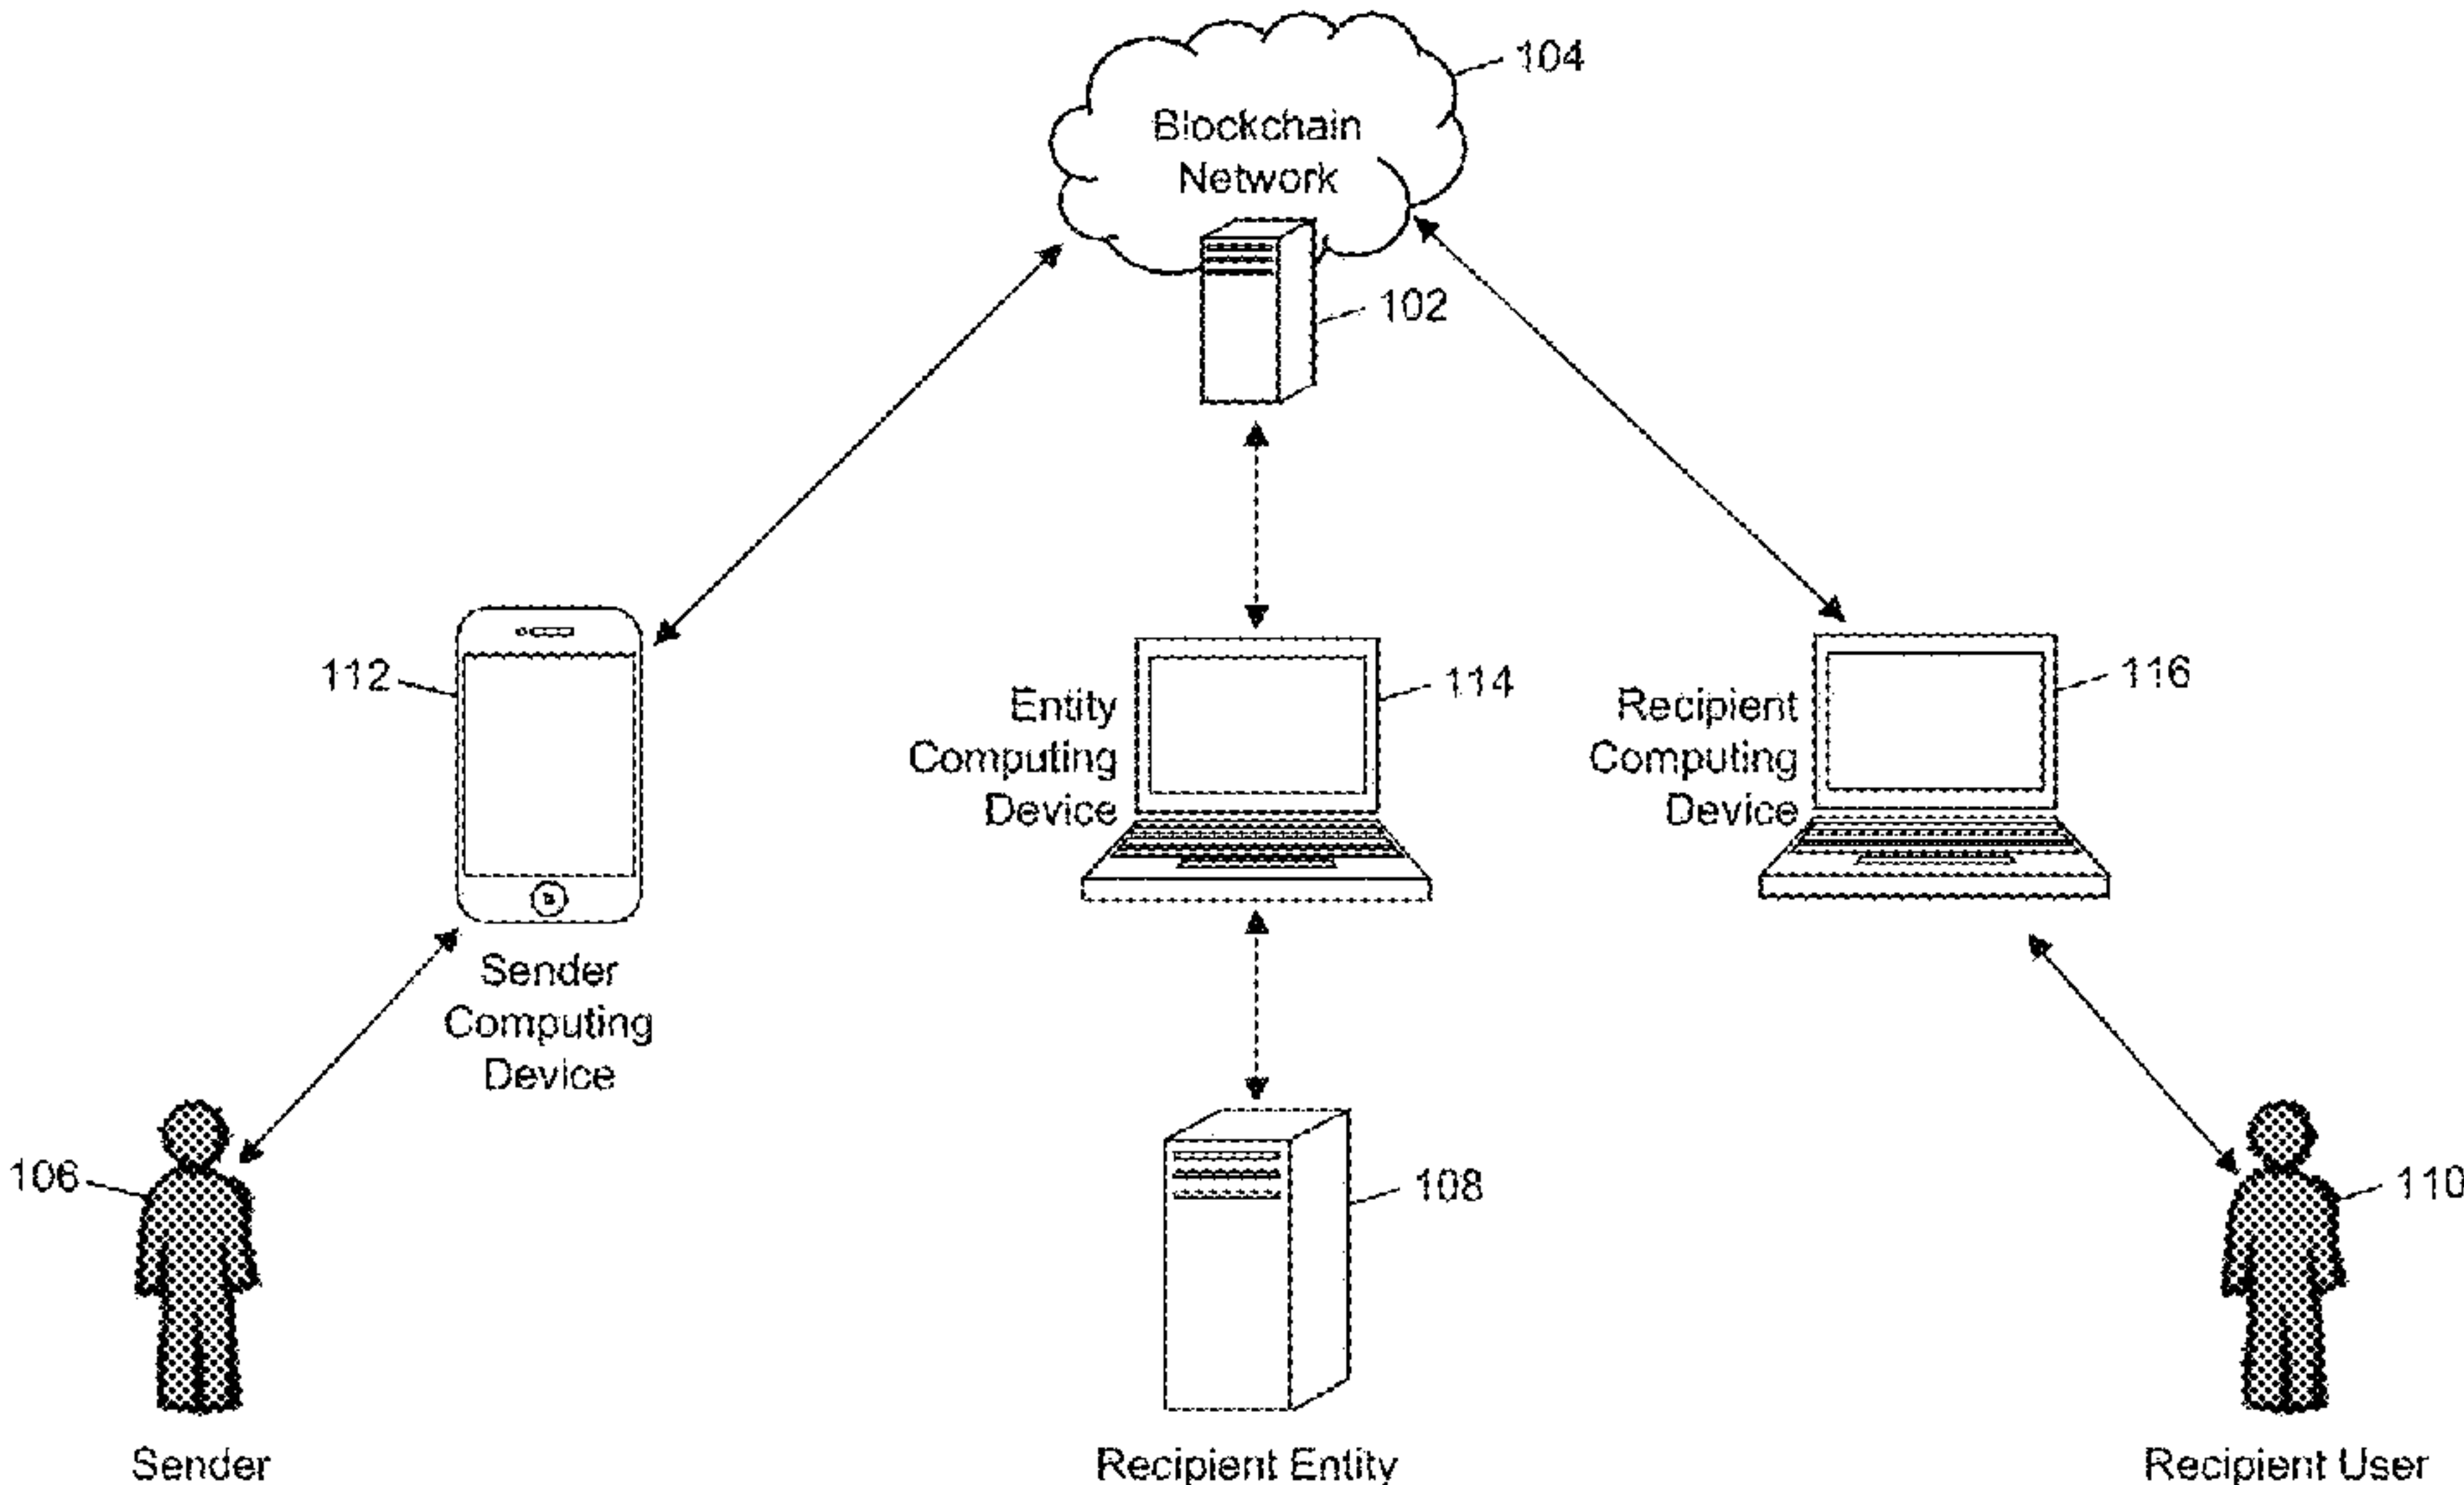 104
Blockchain
Network
102
112
Entity
Computing
Device
114
Recipient
Computing
Device
116
Sender
Computing
Device
106
108
110
Sender
Recipient Entity
Recipient User